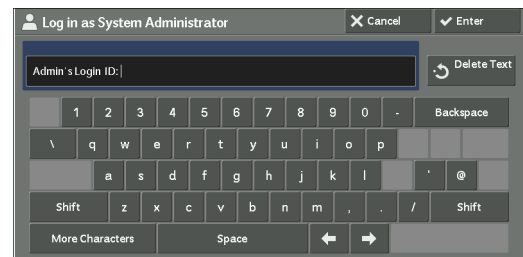 Log in as System Administrator Cancel Enter
Admin's Login ID: Delete Text
1 2 3 4 5 6 7 8 9 0 - Backspace
\ q w e r t y u i o p
a s d f g h j k l ' @
Shift z x c v b n m , . / Shift
More Characters Space ← →